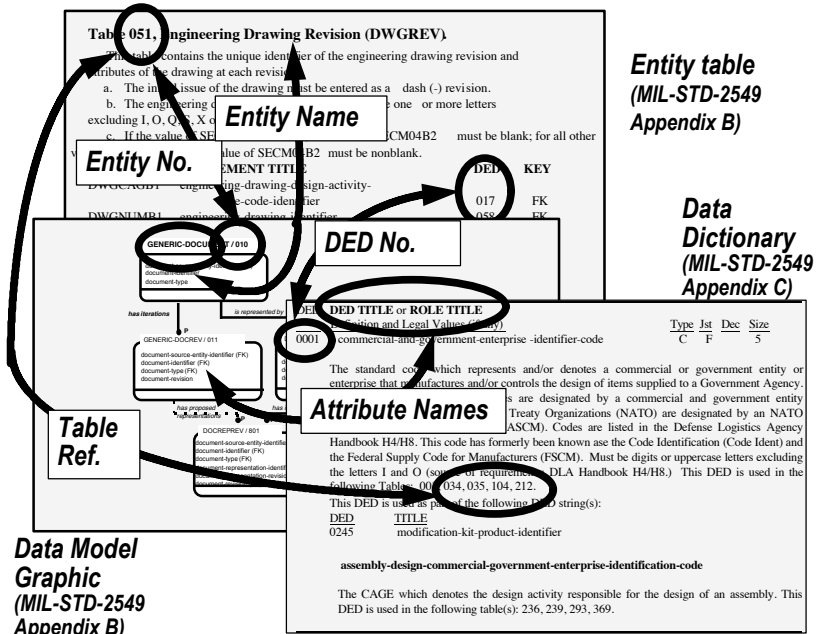 Table 051, Engineering Drawing Revision (DWGREV).
This table contains the unique identifier of the engineering drawing revision and
attributes of the drawing at each revision
a. The initial issue of the drawing must be entered as a dash (-) revision.
b. The engineering one or more letters
excluding I, O, Q, S, X
c. If the value of SECM04B2 must be blank; for all other
value of SECM04-B2 must be nonblank.
ELEMENT TITLE DED KEY
DWGCAGB1 engineering-drawing-design-activity-
-code-identifier 017 FK
DWGNUMB1 engineering-drawing-identifier 058 FK
Entity Name
Entity No.
Entity table
(MIL-STD-2549
Appendix B)
GENERIC-DOCUMENT / 010
document-identifier
document-type
has iterations
is represented by
P
GENERIC-DOCREV / 011
document-source-entity-identifier (FK)
document-identifier (FK)
document-type (FK)
document-revision
has proposed
representations
P
DOCREPREV / 801
document-source-entity-identifie
document-identifier (FK)
document-type (FK)
document-representation-identif
DED No.
Data
Dictionary
(MIL-STD-2549
Appendix C)
DED DED TITLE or ROLE TITLE
Definition and Legal Values Type Jst Dec Size
0001 commercial-and-government-enterprise -identifier-code C F 5
The standard code which represents and/or denotes a commercial or government entity or
enterprise that manufactures and/or controls the design of items supplied to a Government Agency.
are designated by a commercial and government entity
Treaty Organizations (NATO) are designated by an NATO
Codes are listed in the Defense Logistics Agency
Handbook H4/H8. This code has formerly been known ase the Code Identification (Code Ident) and
the Federal Supply Code for Manufacturers (FSCM). Must be digits or uppercase letters excluding
the letters I and O (source of requirements DLA Handbook H4/H8.) This DED is used in the
following Tables: 034, 035, 104, 212.
This DED is used as part of the following DED string(s):
DED TITLE
0245 modification-kit-product-identifier
assembly-design-commercial-government-enterprise-identification-code
The CAGE which denotes the design activity responsible for the design of an assembly. This
DED is used in the following table(s): 236, 239, 293, 369.
Attribute Names
Table
Ref.
Data Model
Graphic
(MIL-STD-2549
Appendix B)